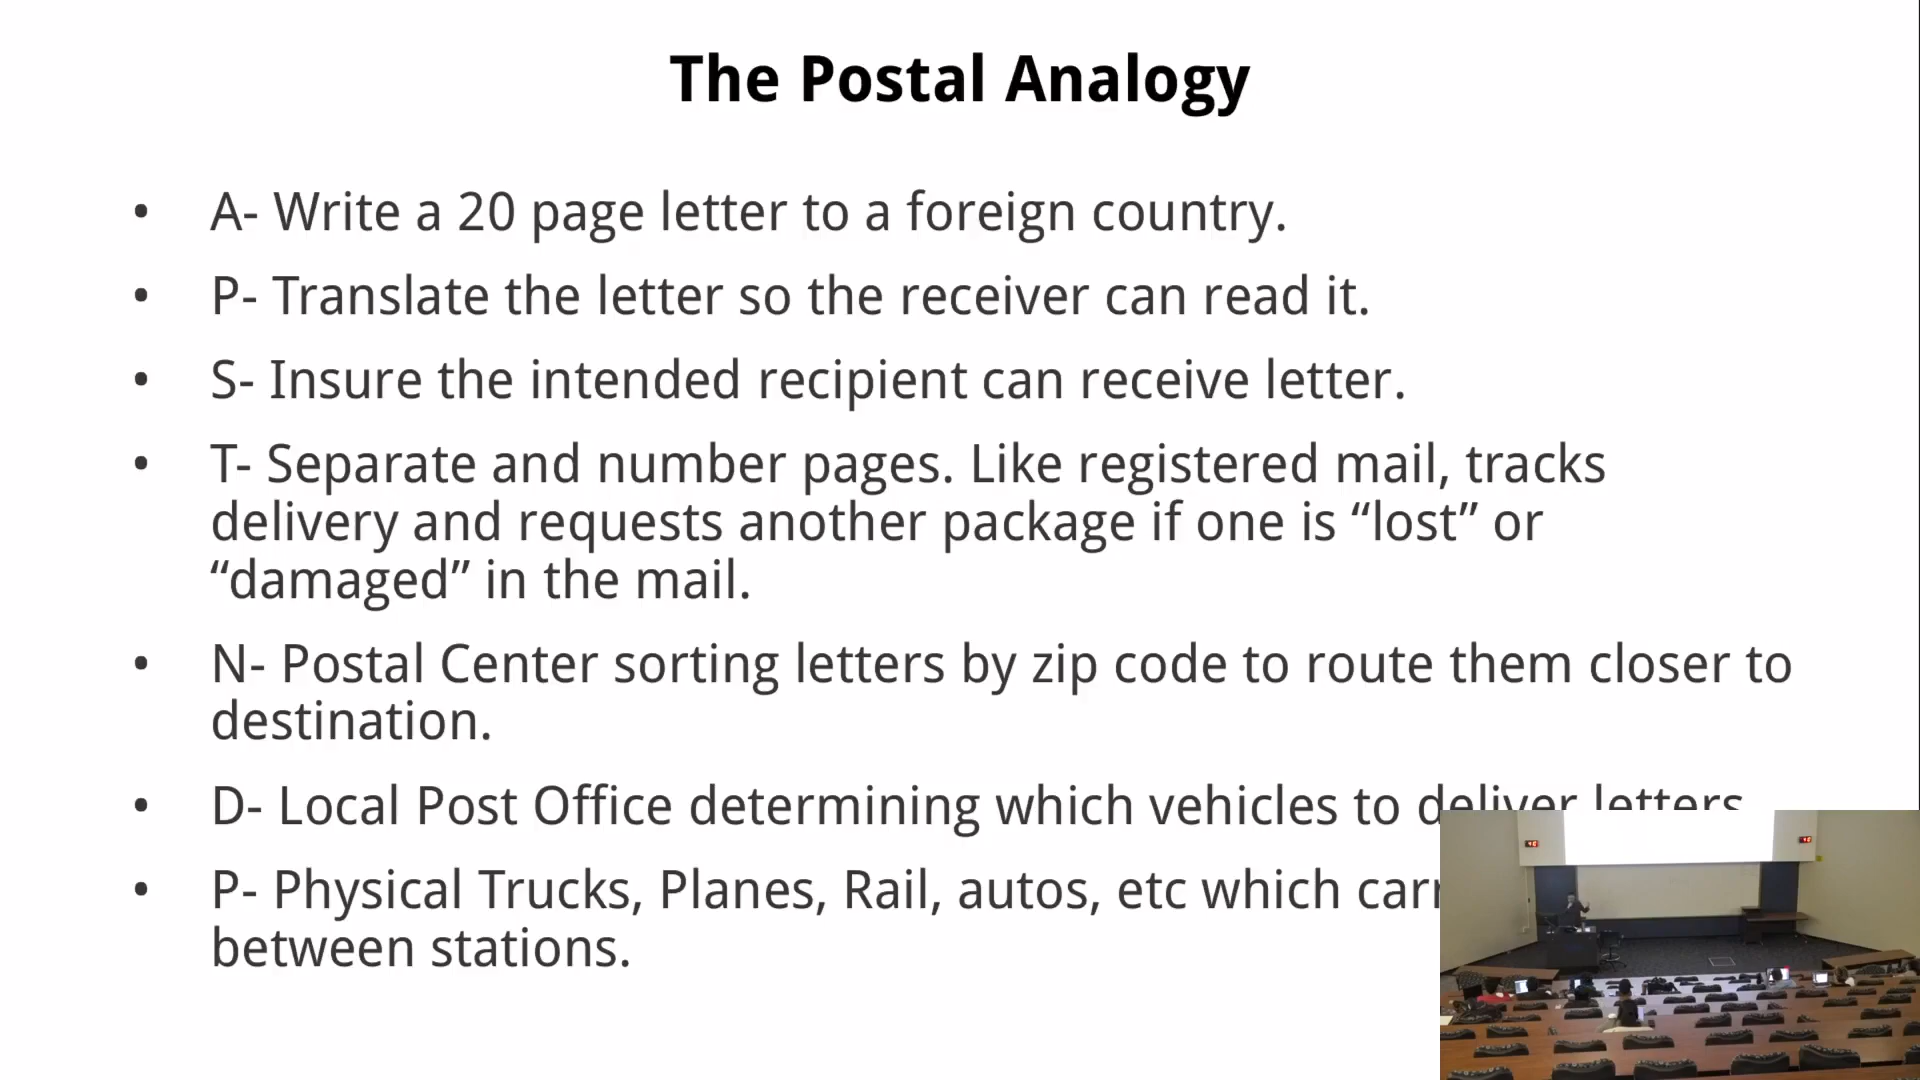 The Postal Analogy
• A- Write a 20 page letter to a foreign country.
• P- Translate the letter so the receiver can read it.
• S- Insure the intended recipient can receive letter.
• T- Separate and number pages. Like registered mail, tracks
delivery and requests another package if one is “lost” or
“damaged” in the mail.
• N- Postal Center sorting letters by zip code to route them closer to
destination.
• D- Local Post Office determining which vehicles to deliver letters
• P- Physical Trucks, Planes, Rail, autos, etc which
between stations.